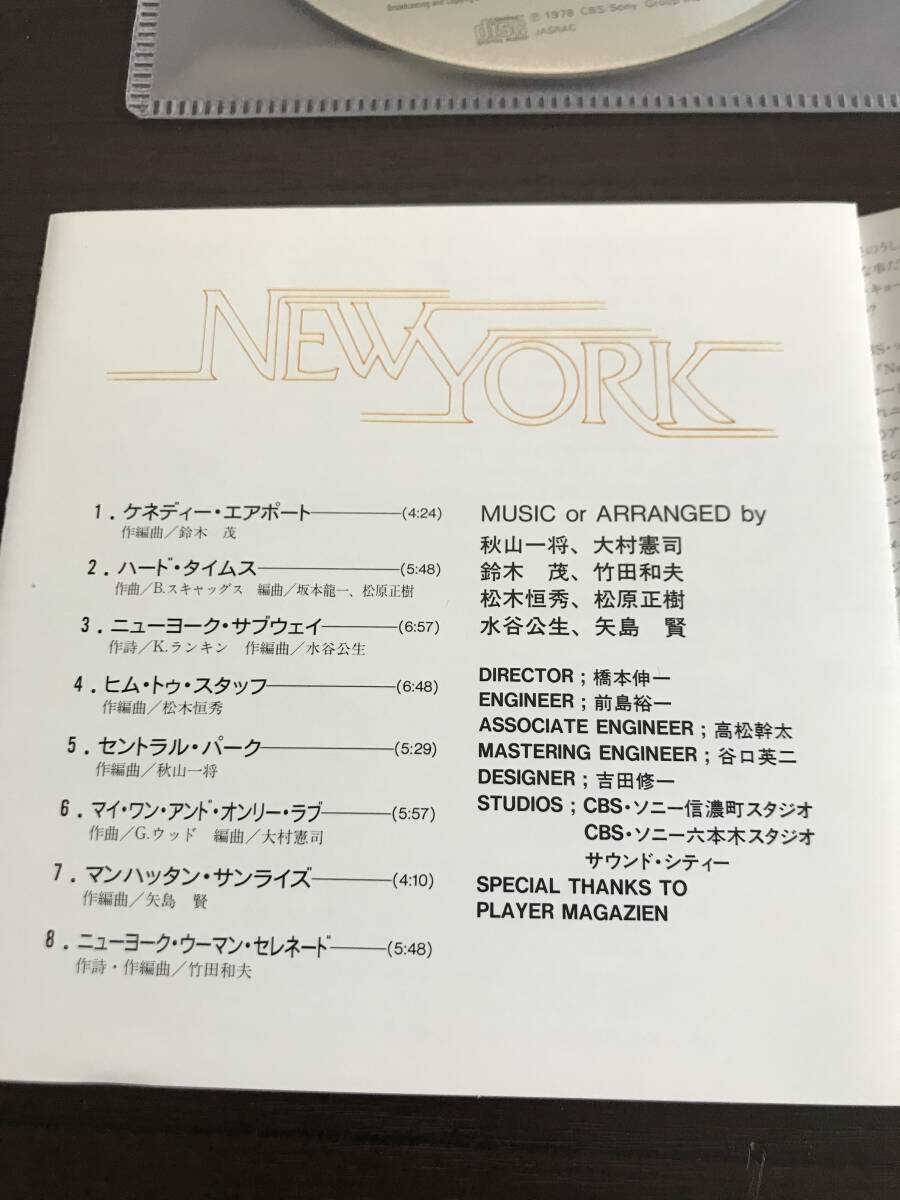 Broadcasting and Copying
COMPACT disc DIGITAL AUDIO
℗ 1978 CBS/Sony Group
JASRAC
NEW YORK
1. ケネディー・エアポート (4:24)
作編曲／鈴木 茂
2. ハード・タイムス (5:48)
作曲／B.スキャッグス 編曲／坂本龍一、松原正樹
3. ニューヨーク・サブウェイ (6:57)
作詩／K.ランキン 作編曲／水谷公生
4. ヒム・トゥ・スタッフ (6:48)
作編曲／松木恒秀
5. セントラル・パーク (5:29)
作編曲／秋山一将
6. マイ・ワン・アンド・オンリー・ラブ (5:57)
作曲／G.ウッド 編曲／大村憲司
7. マンハッタン・サンライズ (4:10)
作編曲／矢島 賢
8. ニューヨーク・ウーマン・セレネード (5:48)
作詩・作編曲／竹田和夫
MUSIC or ARRANGED by
秋山一将、大村憲司
鈴木 茂、竹田和夫
松木恒秀、松原正樹
水谷公生、矢島 賢
DIRECTOR ; 橋本伸一
ENGINEER ; 前島裕一
ASSOCIATE ENGINEER ; 高松幹太
MASTERING ENGINEER ; 谷口英二
DESIGNER ; 吉田修一
STUDIOS ; CBS・ソニー信濃町スタジオ
CBS・ソニー六本木スタジオ
サウンド・シティー
SPECIAL THANKS TO
PLAYER MAGAZIEN